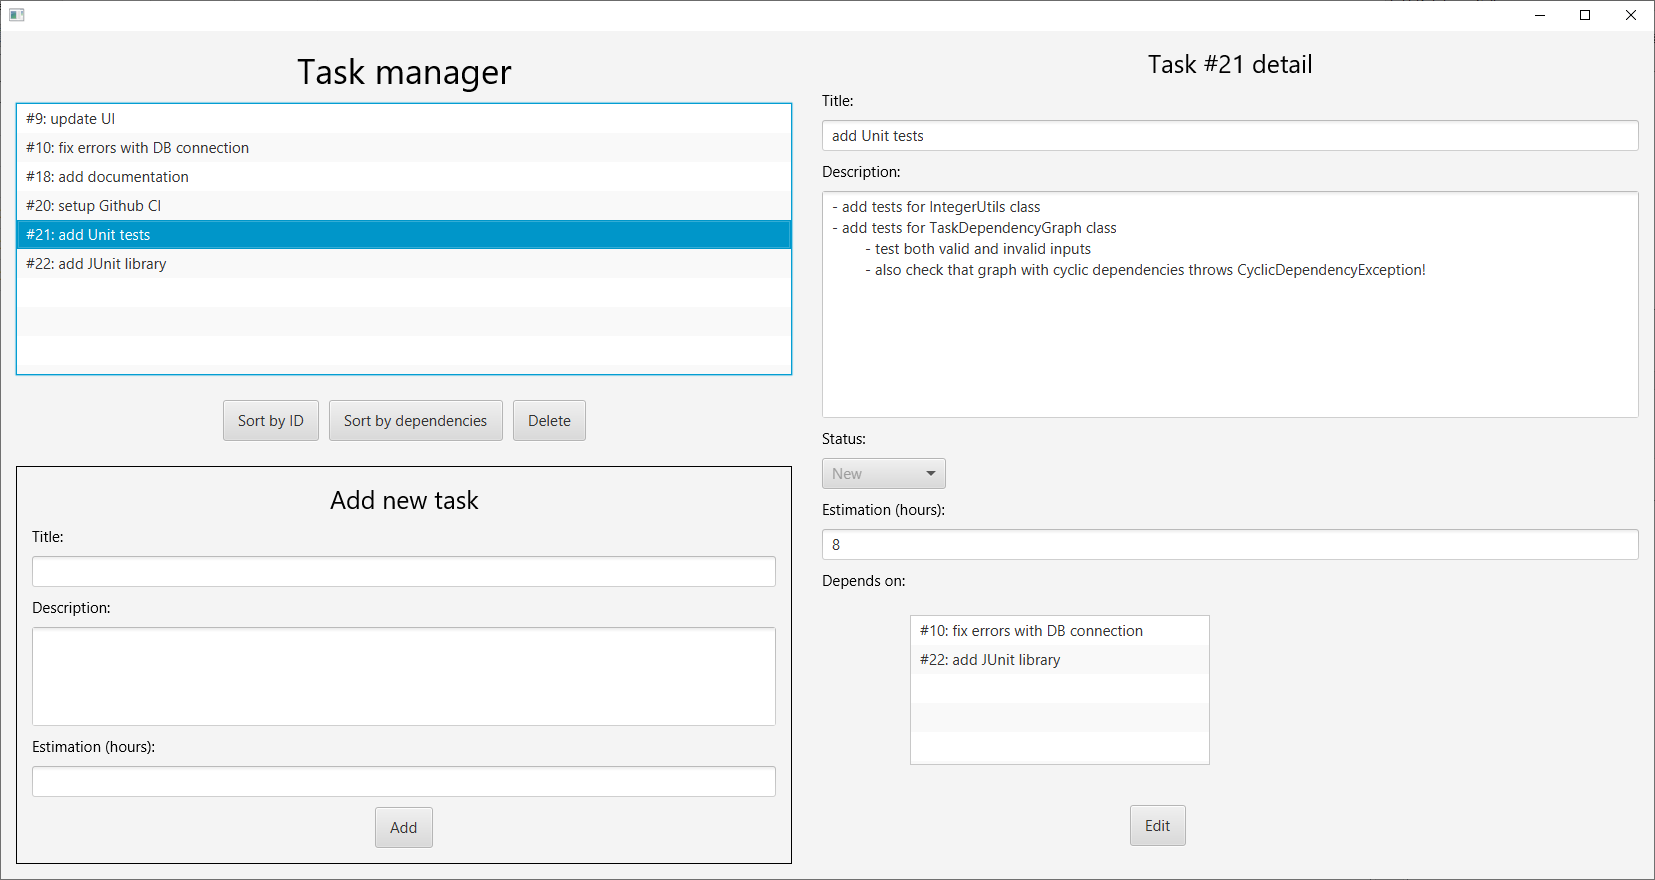 Task manager
#9: update UI
#10: fix errors with DB connection
#18: add documentation
#20: setup Github CI
#21: add Unit tests
#22: add JUnit library
Sort by ID
Sort by dependencies
Delete
Add new task
Title:
Description:
Estimation (hours):
Add
Task #21 detail
Title:
add Unit tests
Description:
- add tests for IntegerUtils class
- add tests for TaskDependencyGraph class
- test both valid and invalid inputs
- also check that graph with cyclic dependencies throws CyclicDependencyException!
Status:
New
Estimation (hours):
8
Depends on:
#10: fix errors with DB connection
#22: add JUnit library
Edit